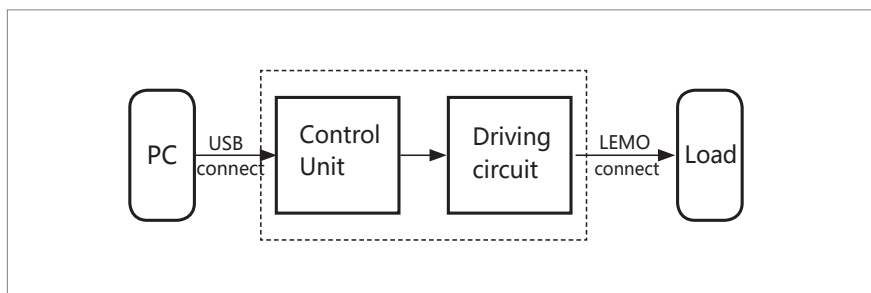 PC
USB
connect
Control
Unit
Driving
circuit
LEMO
connect
Load